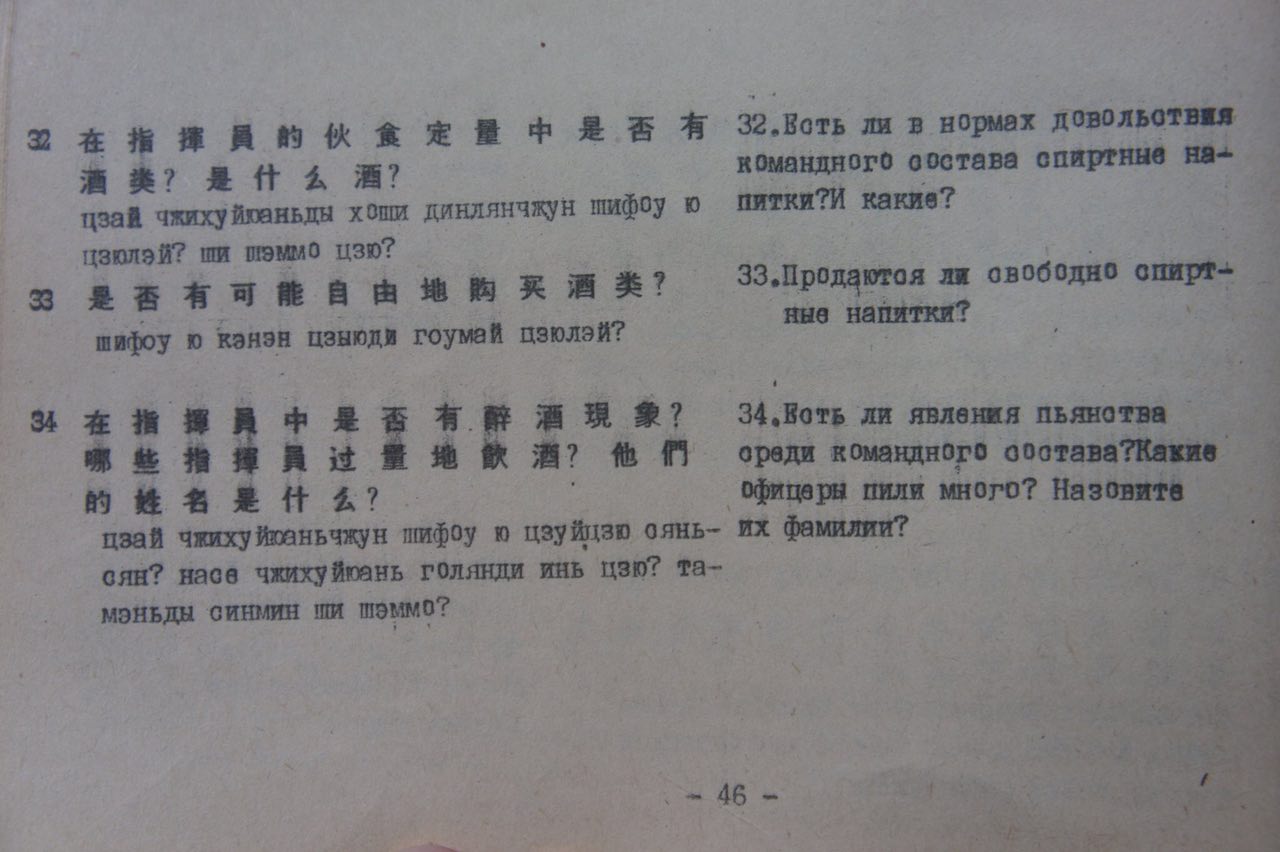 32 在指揮員的伙食定量中是否有
酒类? 是什么酒?
цзай чжихуйюаньды хоши динлянчжун шифоу ю
цзюлэй? ши шэммо цзю?
32.Есть ли в нормах довольствия
командного состава спиртные на-
питки?И какие?
33 是否有可能自由地购买酒类?
шифоу ю кэнэн цзыюди гоумай цзюлэй?
33.Продаются ли свободно спирт-
ные напитки?
34 在指揮員中是否有醉酒現象?
哪些指揮員过量地飲酒? 他們
的姓名是什么?
цзай чжихуйюаньчжун шифоу ю цзуйцзю сянь-
сян? насе чжихуйюань голянди инь цзю? та-
мэньды синмин ши шэммо?
34.Есть ли явления пьянства
среди командного состава?Какие
офицеры пили много? Назовите
их фамилии?
- 46 -